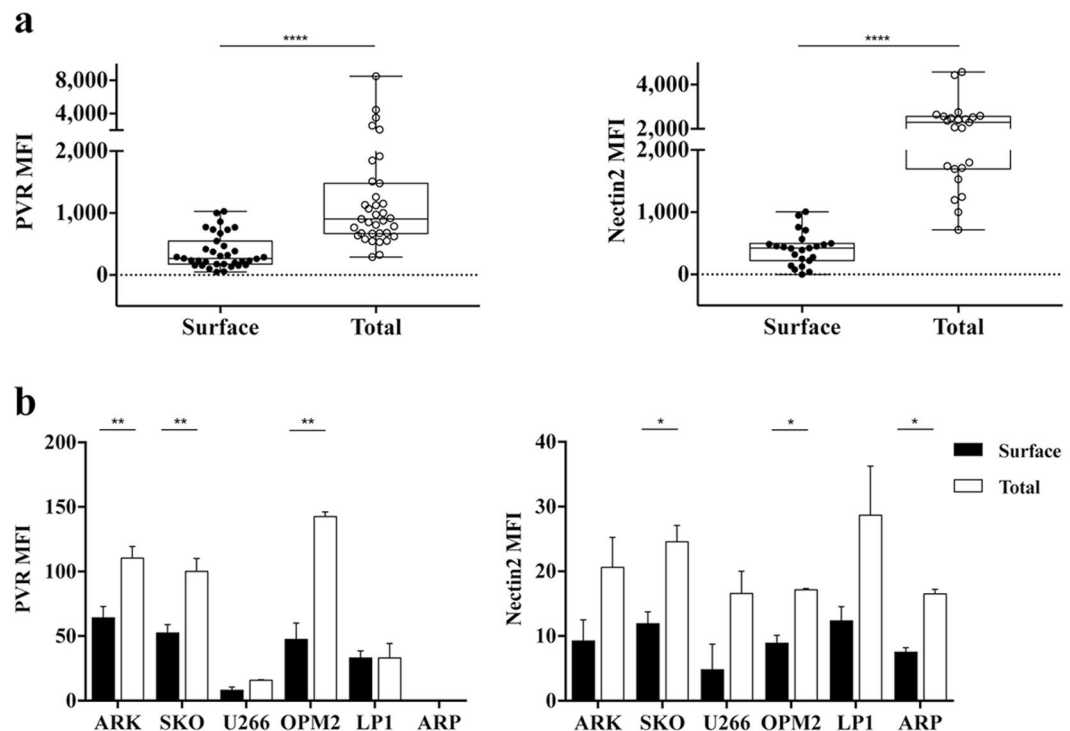 a
****
PVR MFI
8,000
4,000
2,000
2,000
1,000
0
Surface Total
****
Nectin2 MFI
4,000
2,000
2,000
1,000
0
Surface Total
b
** ** **
PVR MFI
200
150
100
50
0
ARK SKO U266 OPM2 LP1 ARP
* * *
Nectin2 MFI
40
30
20
10
0
ARK SKO U266 OPM2 LP1 ARP
Surface
Total